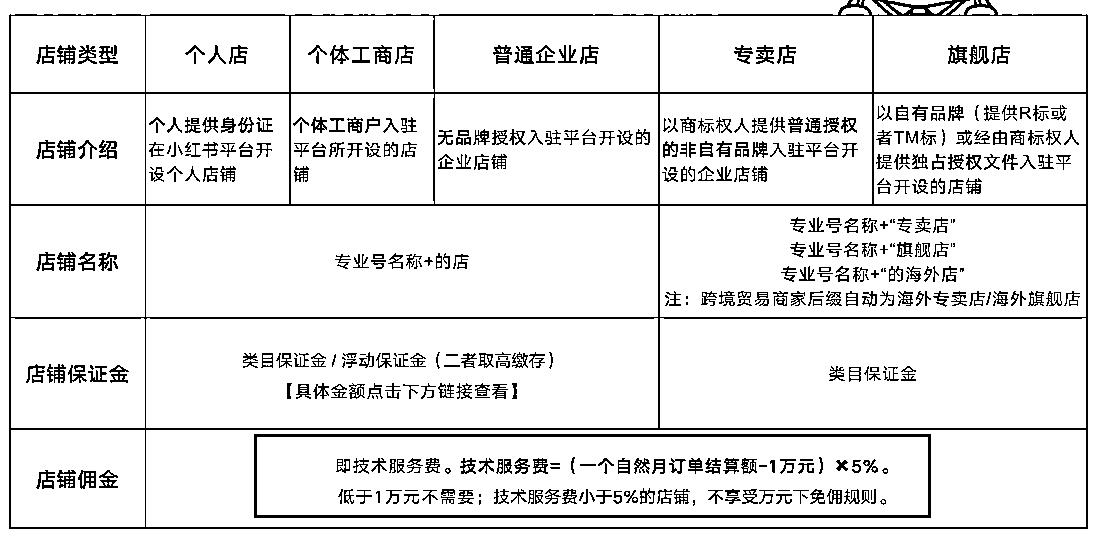 店铺类型
个人店
个体工商店
普通企业店
专卖店
旗舰店
店铺介绍
个人提供身份证
在小红书平台开
设个人店铺
个体工商户入驻
平台所开设的店
铺
无品牌授权入驻平台开设的
企业店铺
以商标权人提供普通授权
的非自有品牌入驻平台开
设的企业店铺
以自有品牌（提供R标或
者TM标）或经由商标权人
提供独占授权文件入驻平
台开设的店铺
店铺名称
专业号名称+的店
专业号名称+“专卖店”
专业号名称+“旗舰店”
专业号名称+“的海外店”
注：跨境贸易商家后缀自动为海外专卖店/海外旗舰店
店铺保证金
类目保证金 / 浮动保证金（二者取高缴存）
【具体金额点击下方链接查看】
类目保证金
店铺佣金
即技术服务费。技术服务费=（一个自然月订单结算额-1万元）✖5%。
低于1万元不需要；技术服务费小于5%的店铺，不享受万元下免佣规则。